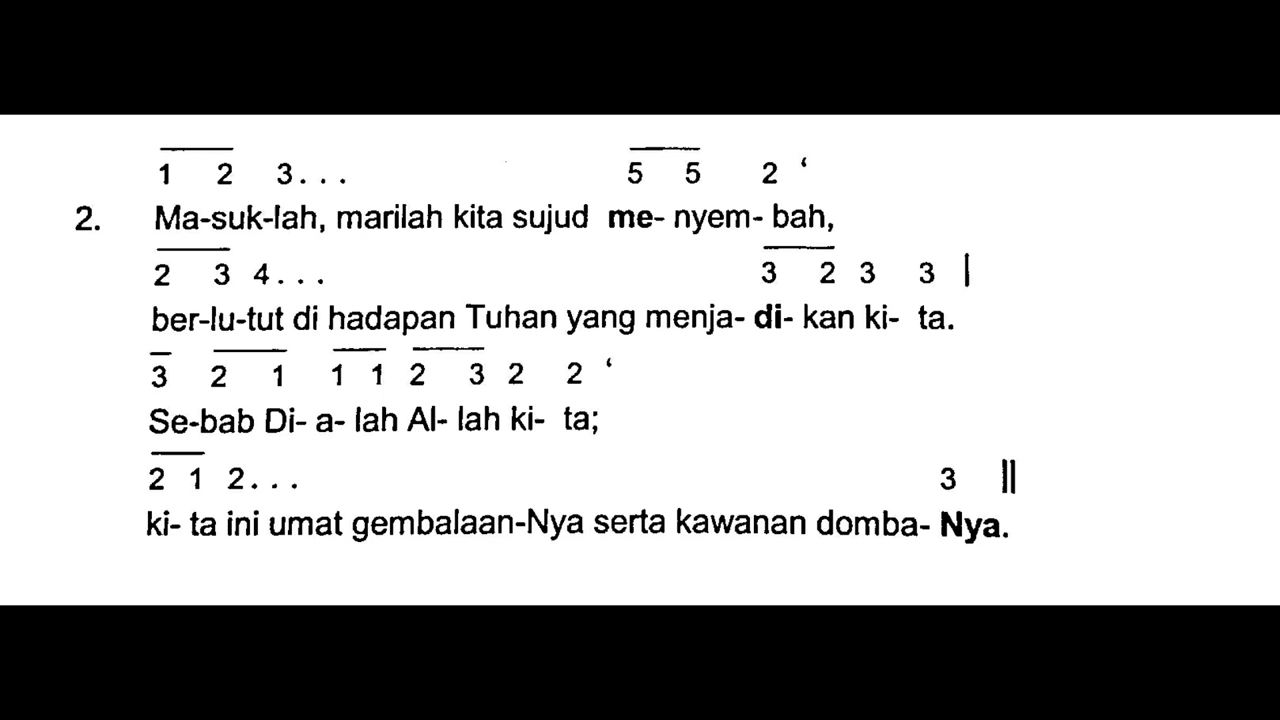 1 2 3... 5 5 2 ‘
2. Ma-suk-lah, marilah kita sujud me- nyem- bah,
2 3 4... 3 2 3 3 |
ber-lu-tut di hadapan Tuhan yang menja- di- kan ki- ta.
3 2 1 1 1 2 3 2 2 ‘
Se-bab Di- a- lah Al- lah ki- ta;
2 1 2... 3 ||
ki- ta ini umat gembalaan-Nya serta kawanan domba- Nya.